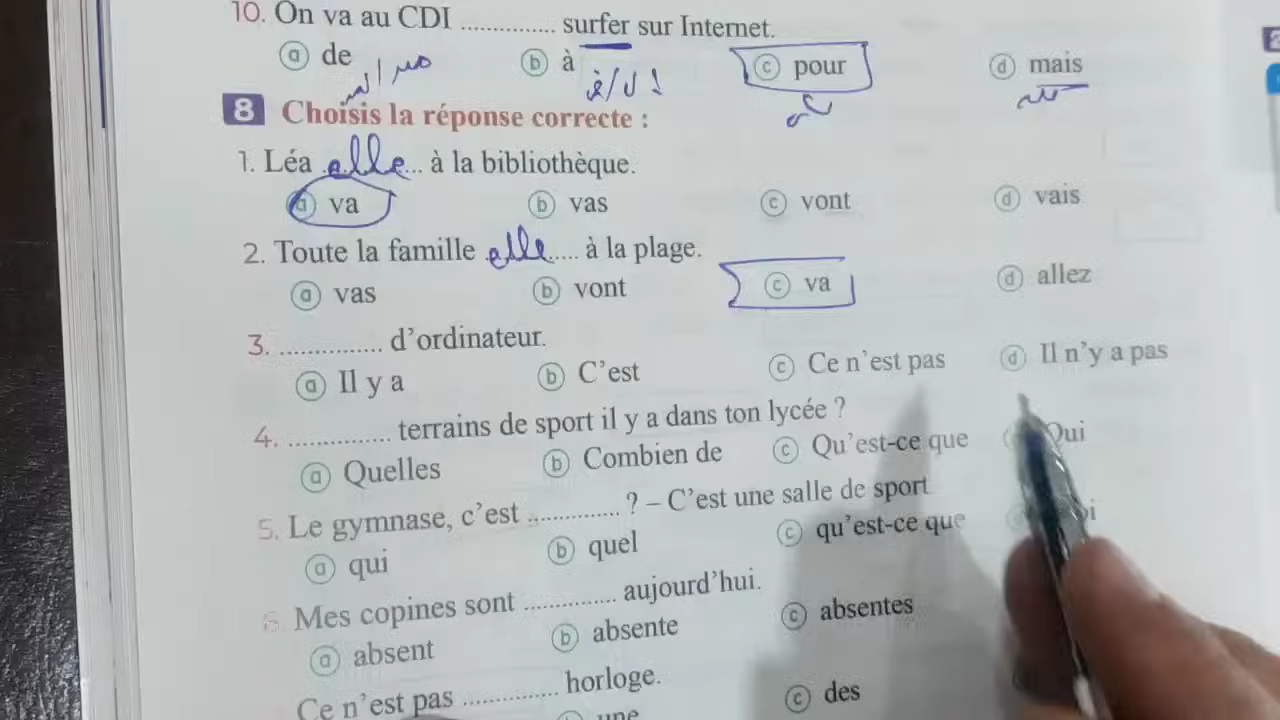 10. On va au CDI ............... surfer sur Internet.
ⓐ de ⓑ à ⓒ pour ⓓ mais
8 Choisis la réponse correcte :
1. Léa elle... à la bibliothèque.
ⓐ va ⓑ vas ⓒ vont ⓓ vais
2. Toute la famille elle.... à la plage.
ⓐ vas ⓑ vont ⓒ va ⓓ allez
3. ............... d'ordinateur.
ⓐ Il y a ⓑ C'est ⓒ Ce n'est pas ⓓ Il n'y a pas
4. ............... terrains de sport il y a dans ton lycée ?
ⓐ Quelles ⓑ Combien de ⓒ Qu'est-ce que Qui
5. Le gymnase, c'est .............. ? – C'est une salle de sport
ⓐ qui ⓑ quel ⓒ qu'est-ce que
6. Mes copines sont .............. aujourd'hui.
ⓐ absent ⓑ absente ⓒ absentes
Ce n'est pas .............. horloge.
ⓑ une ⓒ des